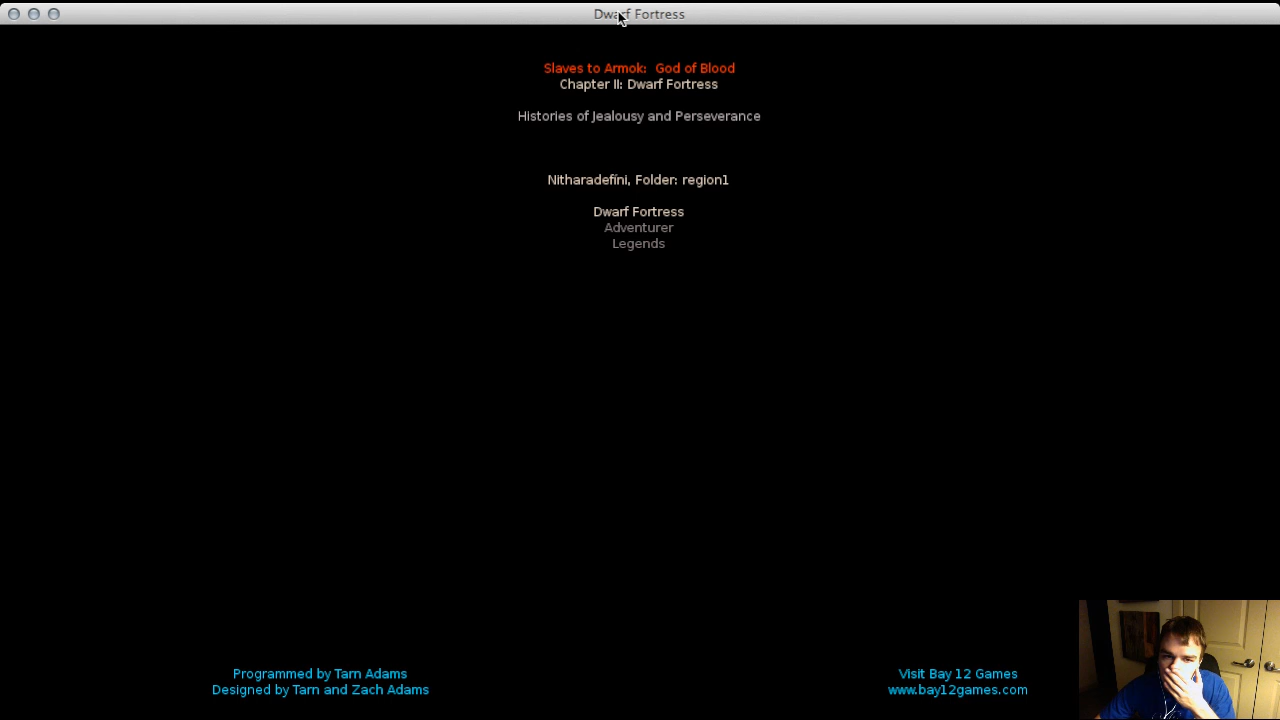 Dwarf Fortress
Slaves to Armok:  God of Blood
Chapter II: Dwarf Fortress
Histories of Jealousy and Perseverance
Nitharadefíni, Folder: region1
Dwarf Fortress
Adventurer
Legends
Programmed by Tarn Adams
Designed by Tarn and Zach Adams
Visit Bay 12 Games
www.bay12games.com